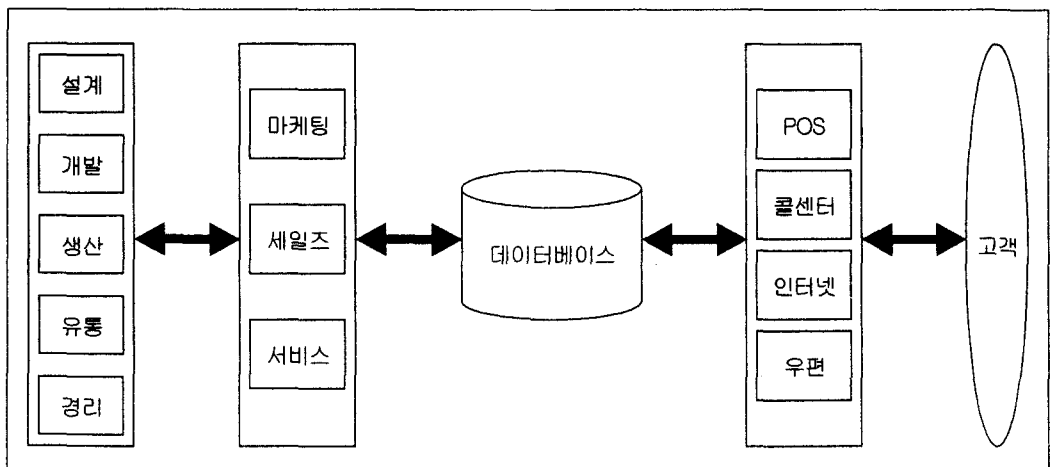 설계
개발
생산
유통
경리
마케팅
세일즈
서비스
데이터베이스
POS
콜센터
인터넷
우편
고객